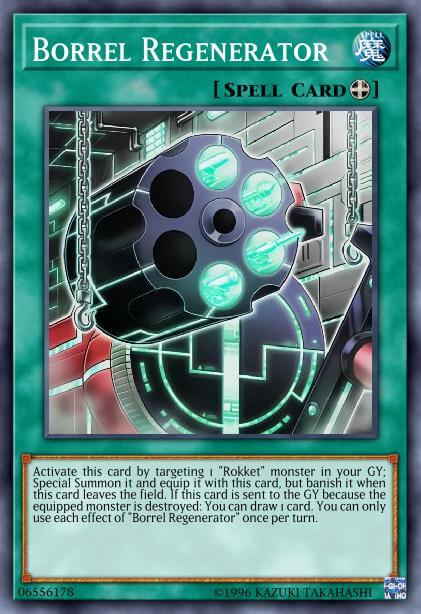 BORREL REGENERATOR
SPELL
魔
[SPELL CARD]
Activate this card by targeting 1 "Rokket" monster in your GY;
Special Summon it and equip it with this card, but banish it when
this card leaves the field. If this card is sent to the GY because the
equipped monster is destroyed: You can draw 1 card. You can only
use each effect of "Borrel Regenerator" once per turn.
06556178
©1996 KAZUKI TAKAHASHI